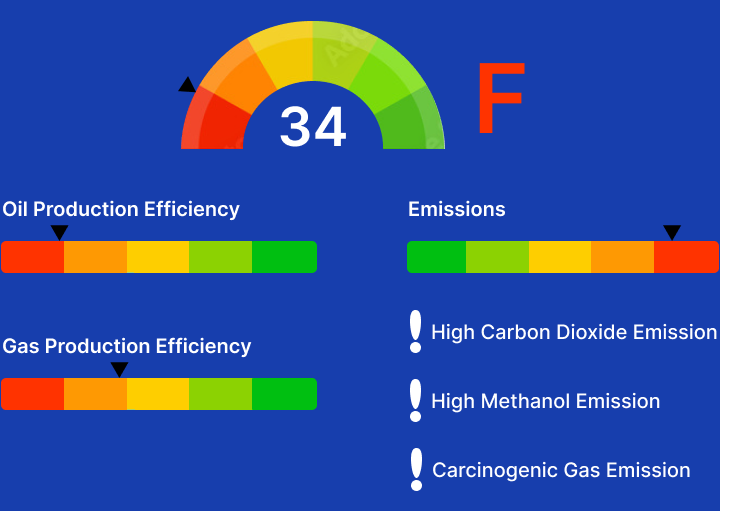 34
F
Oil Production Efficiency
Emissions
High Carbon Dioxide Emission
Gas Production Efficiency
High Methanol Emission
Carcinogenic Gas Emission